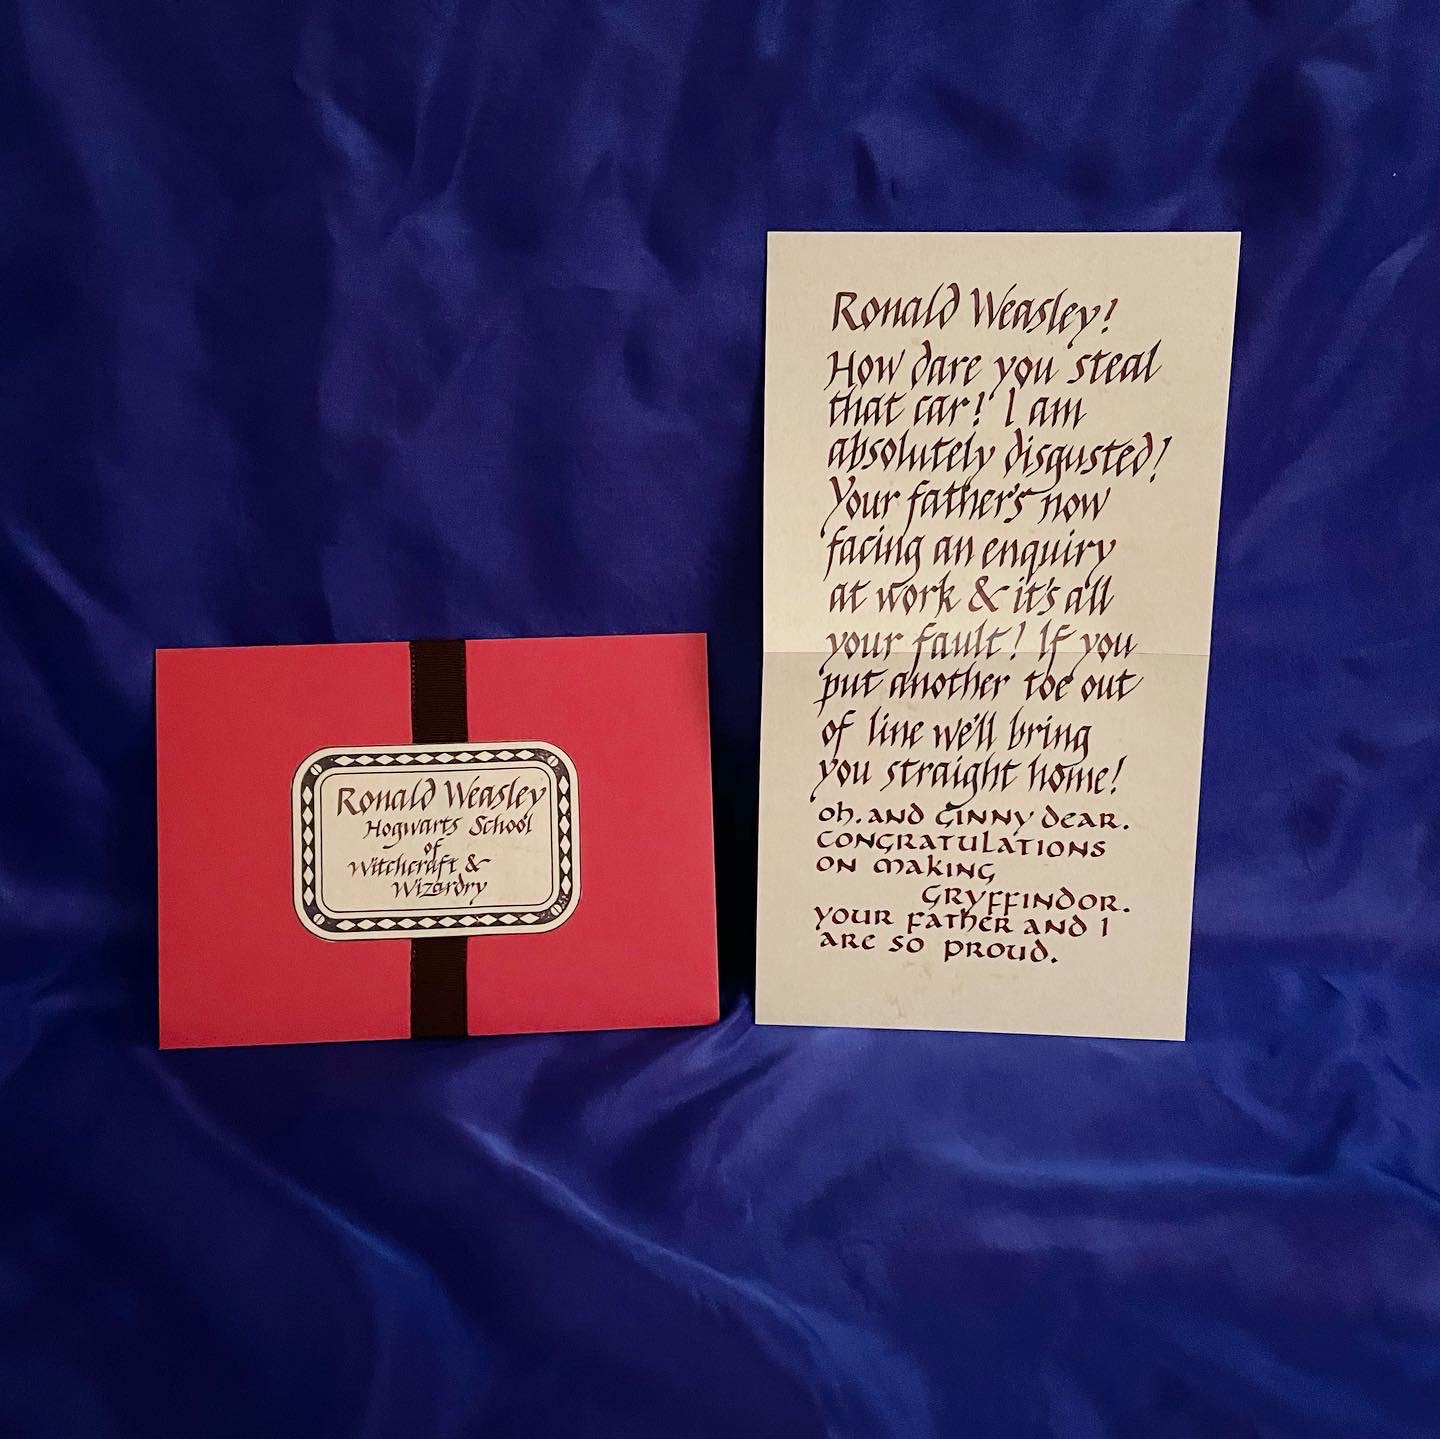 Ronald Weasley
Hogwarts School
of
Witchcraft &
Wizardry
Ronald Weasley!
How dare you steal
that car! I am
absolutely disgusted!
Your father's now
facing an enquiry
at work & it's all
your fault! If you
put another toe out
of line we'll bring
you straight home!
oh. and Ginny dear.
congratulations
on making
Gryffindor.
your father and I
are so proud.